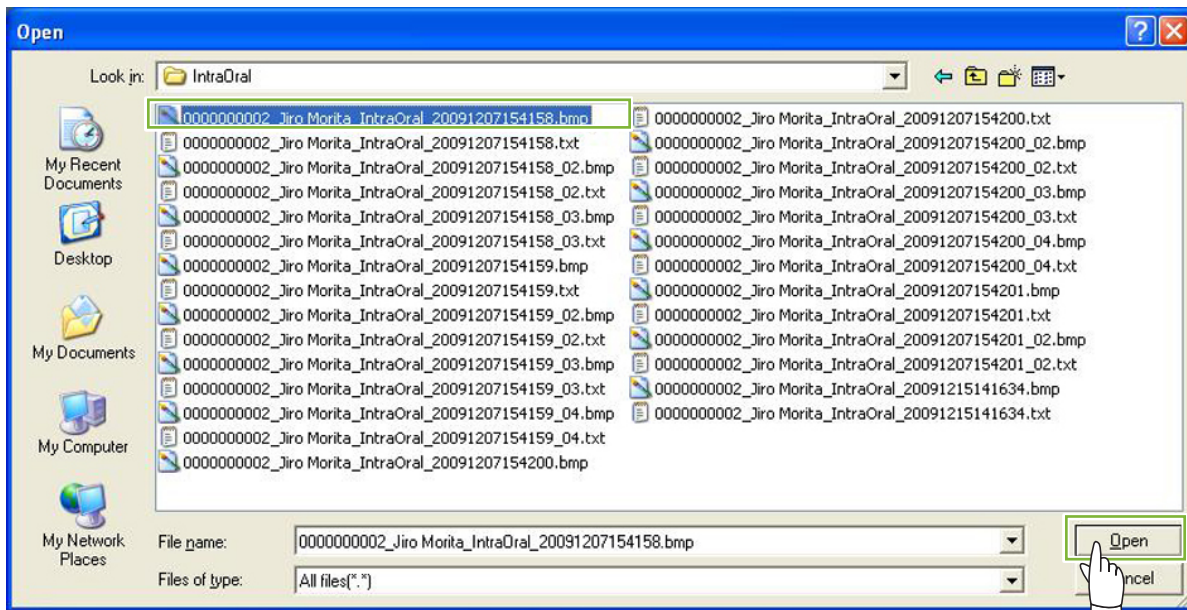 Open
Look in: IntraOral
My Recent
Documents
Desktop
My Documents
My Computer
My Network
Places
0000000002_Jiro Morita_IntraOral_20091207154158.bmp
0000000002_Jiro Morita_IntraOral_20091207154158.txt
0000000002_Jiro Morita_IntraOral_20091207154158_02.bmp
0000000002_Jiro Morita_IntraOral_20091207154158_02.txt
0000000002_Jiro Morita_IntraOral_20091207154158_03.bmp
0000000002_Jiro Morita_IntraOral_20091207154158_03.txt
0000000002_Jiro Morita_IntraOral_20091207154159.bmp
0000000002_Jiro Morita_IntraOral_20091207154159.txt
0000000002_Jiro Morita_IntraOral_20091207154159_02.bmp
0000000002_Jiro Morita_IntraOral_20091207154159_02.txt
0000000002_Jiro Morita_IntraOral_20091207154159_03.bmp
0000000002_Jiro Morita_IntraOral_20091207154159_03.txt
0000000002_Jiro Morita_IntraOral_20091207154159_04.bmp
0000000002_Jiro Morita_IntraOral_20091207154159_04.txt
0000000002_Jiro Morita_IntraOral_20091207154200.bmp
0000000002_Jiro Morita_IntraOral_20091207154200.txt
0000000002_Jiro Morita_IntraOral_20091207154200_02.bmp
0000000002_Jiro Morita_IntraOral_20091207154200_02.txt
0000000002_Jiro Morita_IntraOral_20091207154200_03.bmp
0000000002_Jiro Morita_IntraOral_20091207154200_03.txt
0000000002_Jiro Morita_IntraOral_20091207154200_04.bmp
0000000002_Jiro Morita_IntraOral_20091207154200_04.txt
0000000002_Jiro Morita_IntraOral_20091207154201.bmp
0000000002_Jiro Morita_IntraOral_20091207154201.txt
0000000002_Jiro Morita_IntraOral_20091207154201_02.bmp
0000000002_Jiro Morita_IntraOral_20091207154201_02.txt
0000000002_Jiro Morita_IntraOral_20091215141634.bmp
0000000002_Jiro Morita_IntraOral_20091215141634.txt
File name: 0000000002_Jiro Morita_IntraOral_20091207154158.bmp Open
Files of type: All files(*.*)